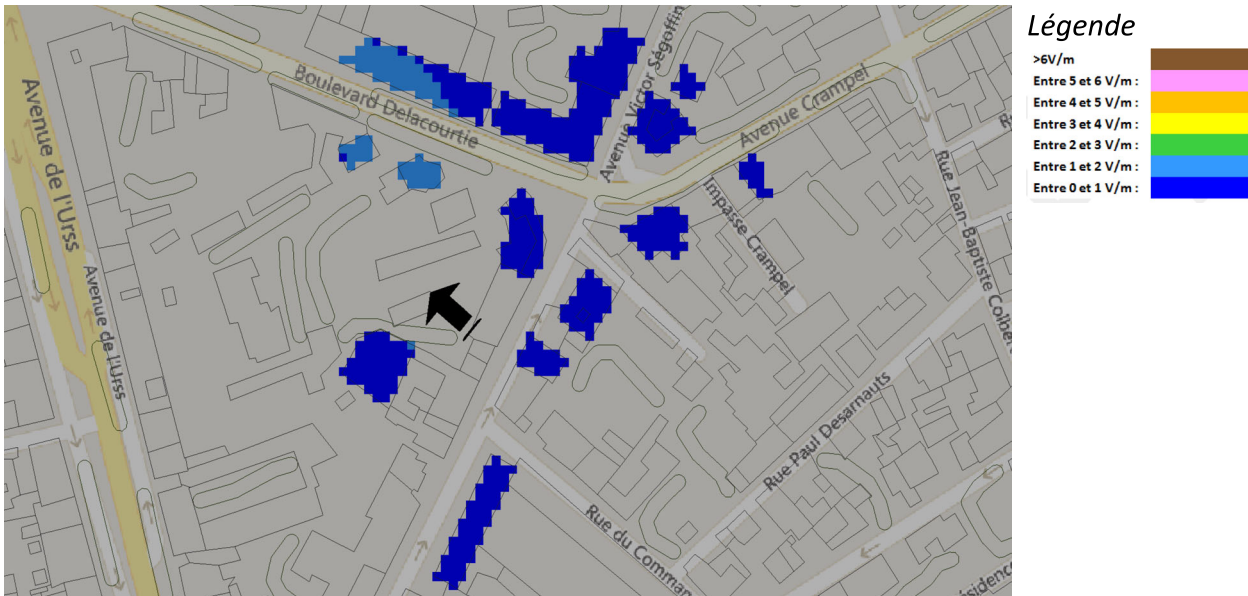 Légende
>6V/m
Entre 5 et 6 V/m :
Entre 4 et 5 V/m :
Entre 3 et 4 V/m :
Entre 2 et 3 V/m :
Entre 1 et 2 V/m :
Entre 0 et 1 V/m :
Avenue de l'Urss
Avenue de l'Urss
Boulevard Delacourtie
Avenue Victor Ségoffin
Avenue Crampel
Impasse Crampel
Rue Jean-Baptiste Colber
Rue Paul Desarnauts
Rue du Comman
ésidence